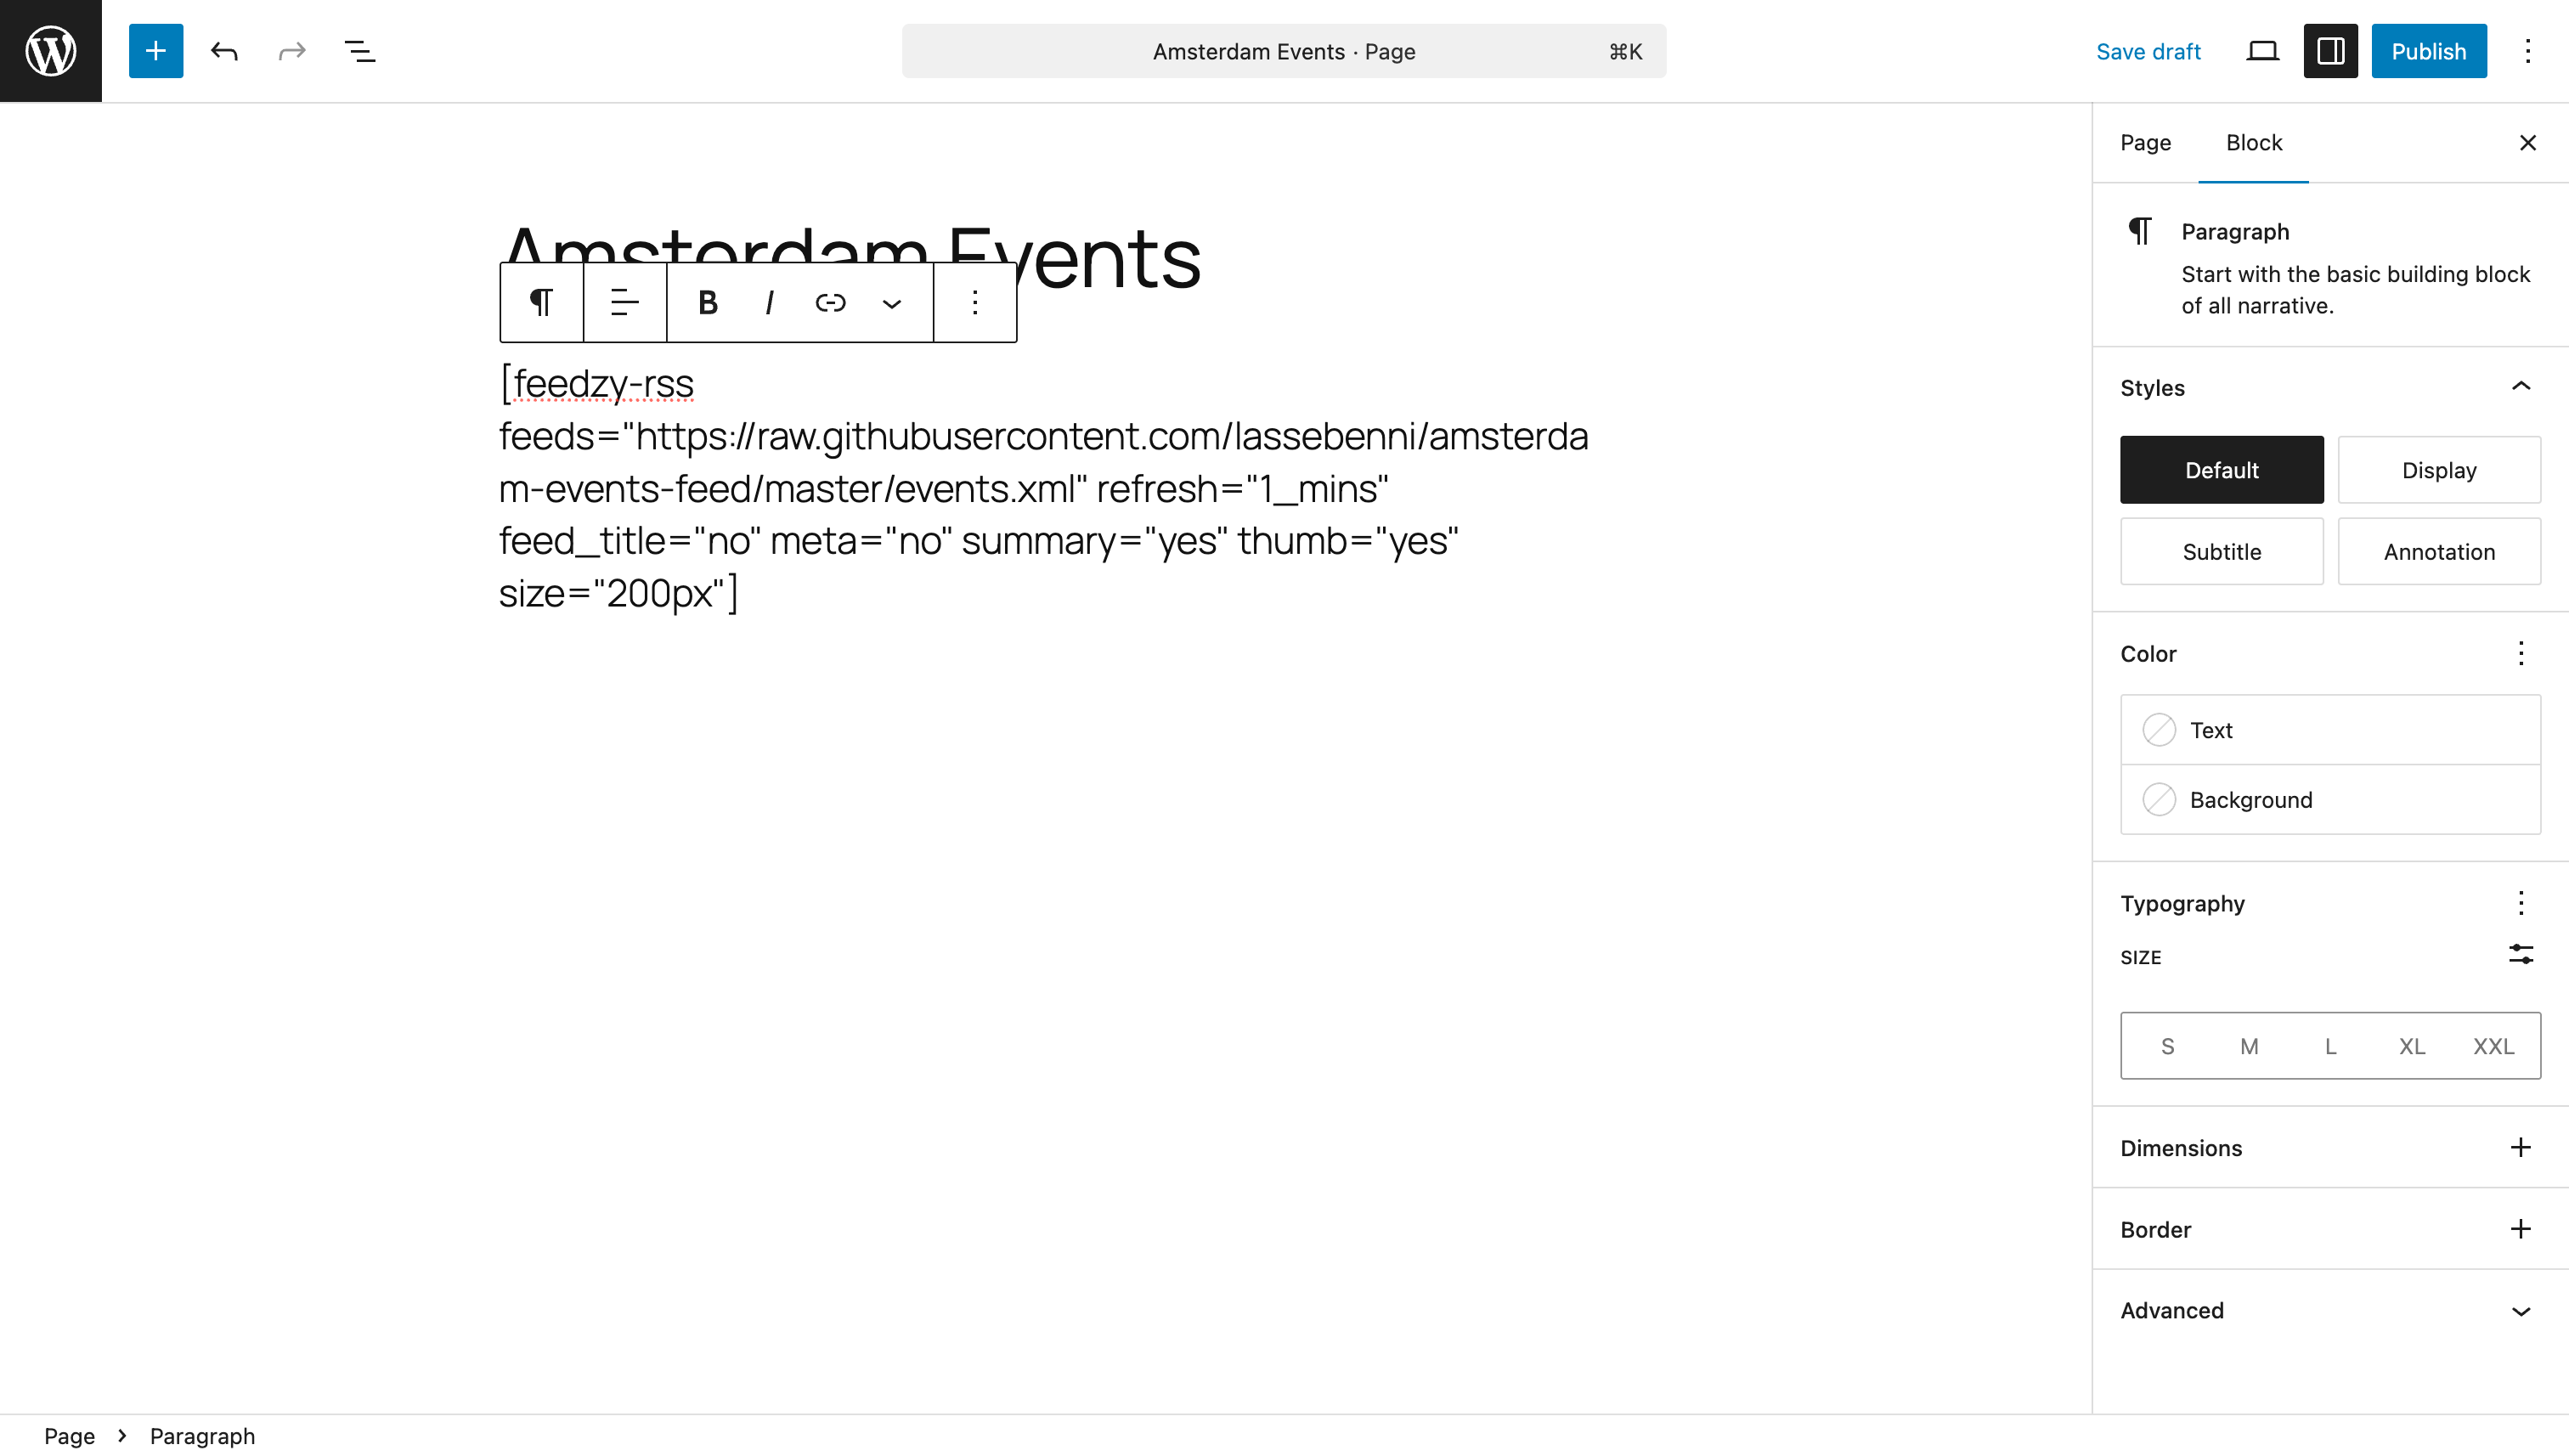 Amsterdam Events · Page
⌘K
Save draft
Publish
Page
Block
Paragraph
Start with the basic building block
of all narrative.
Styles
Default
Display
Subtitle
Annotation
Color
Text
Background
Typography
SIZE
S
M
L
XL
XXL
Dimensions
Border
Advanced
Amsterdam Events
B
I
[feedzy-rss
feeds="https://raw.githubusercontent.com/lassebenni/amsterda
m-events-feed/master/events.xml" refresh="1_mins"
feed_title="no" meta="no" summary="yes" thumb="yes"
size="200px"]
Page
Paragraph